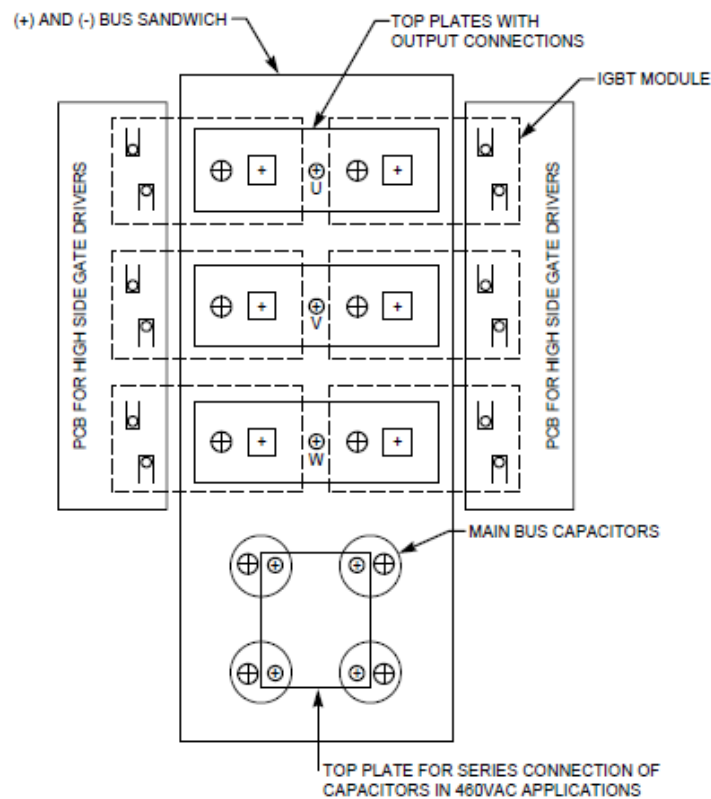 (+) AND (-) BUS SANDWICH
TOP PLATES WITH
OUTPUT CONNECTIONS
IGBT MODULE
PCB FOR HIGH SIDE GATE DRIVERS
PCB FOR HIGH SIDE GATE DRIVERS
U
V
W
MAIN BUS CAPACITORS
TOP PLATE FOR SERIES CONNECTION OF
CAPACITORS IN 460VAC APPLICATIONS